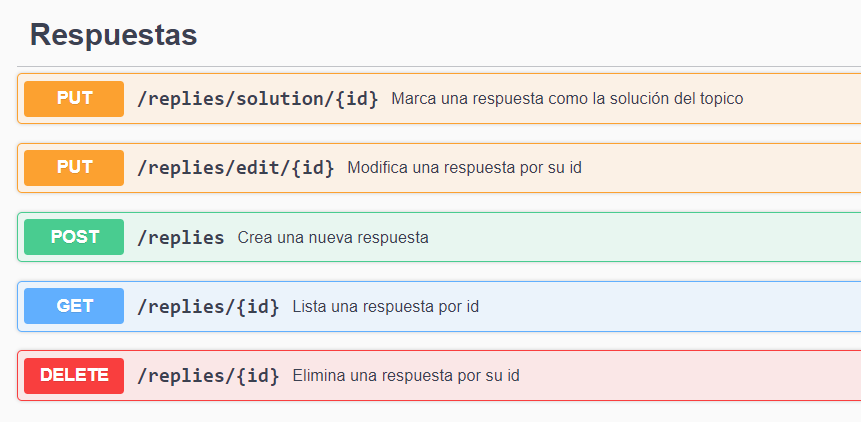 Respuestas
PUT /replies/solution/{id} Marca una respuesta como la solución del topico
PUT /replies/edit/{id} Modifica una respuesta por su id
POST /replies Crea una nueva respuesta
GET /replies/{id} Lista una respuesta por id
DELETE /replies/{id} Elimina una respuesta por su id